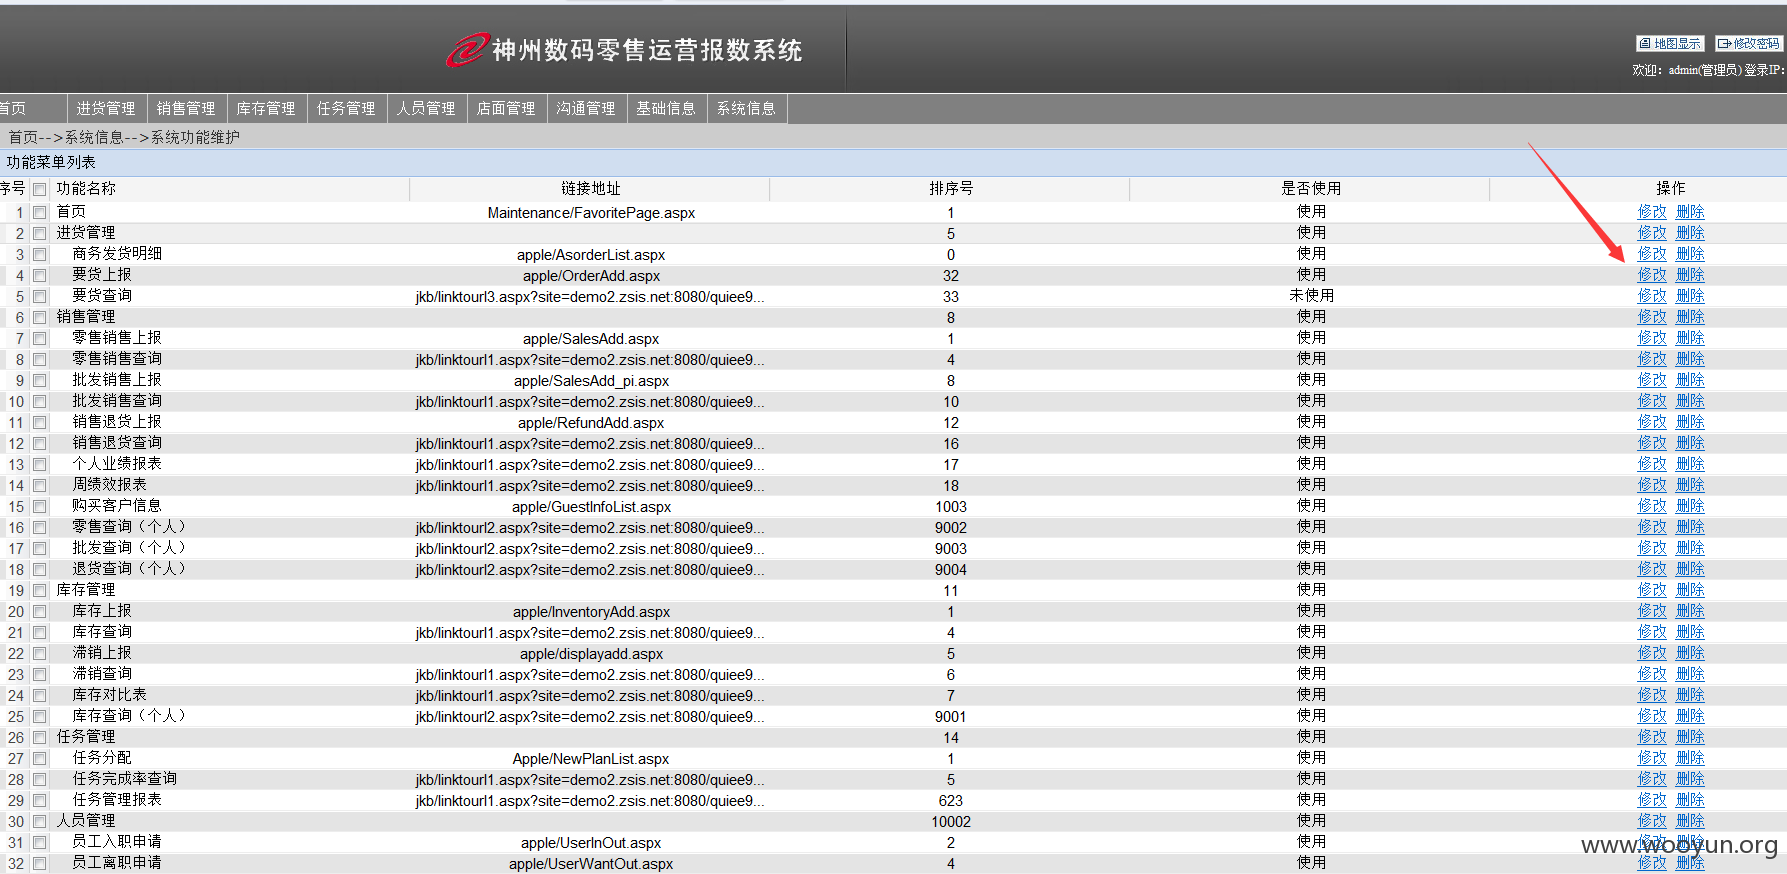 神州数码零售运营报数系统
地图显示 修改密码
欢迎：admin(管理员) 登录IP:
首页 进货管理 销售管理 库存管理 任务管理 人员管理 店面管理 沟通管理 基础信息 系统信息
首页-->系统信息-->系统功能维护
功能菜单列表
序号 功能名称 链接地址 排序号 是否使用 操作
1 首页 Maintenance/FavoritePage.aspx 1 使用 修改 删除
2 进货管理 5 使用 修改 删除
3 商务发货明细 apple/AsorderList.aspx 0 使用 修改 删除
4 要货上报 apple/OrderAdd.aspx 32 使用 修改 删除
5 要货查询 jkb/linktourl3.aspx?site=demo2.zsis.net:8080/quiee9... 33 未使用 修改 删除
6 销售管理 8 使用 修改 删除
7 零售销售上报 apple/SalesAdd.aspx 1 使用 修改 删除
8 零售销售查询 jkb/linktourl1.aspx?site=demo2.zsis.net:8080/quiee9... 4 使用 修改 删除
9 批发销售上报 apple/SalesAdd_pi.aspx 8 使用 修改 删除
10 批发销售查询 jkb/linktourl1.aspx?site=demo2.zsis.net:8080/quiee9... 10 使用 修改 删除
11 销售退货上报 apple/RefundAdd.aspx 12 使用 修改 删除
12 销售退货查询 jkb/linktourl1.aspx?site=demo2.zsis.net:8080/quiee9... 16 使用 修改 删除
13 个人业绩报表 jkb/linktourl1.aspx?site=demo2.zsis.net:8080/quiee9... 17 使用 修改 删除
14 周绩效报表 jkb/linktourl1.aspx?site=demo2.zsis.net:8080/quiee9... 18 使用 修改 删除
15 购买客户信息 apple/GuestInfoList.aspx 1003 使用 修改 删除
16 零售查询（个人） jkb/linktourl2.aspx?site=demo2.zsis.net:8080/quiee9... 9002 使用 修改 删除
17 批发查询（个人） jkb/linktourl2.aspx?site=demo2.zsis.net:8080/quiee9... 9003 使用 修改 删除
18 退货查询（个人） jkb/linktourl2.aspx?site=demo2.zsis.net:8080/quiee9... 9004 使用 修改 删除
19 库存管理 11 使用 修改 删除
20 库存上报 apple/InventoryAdd.aspx 1 使用 修改 删除
21 库存查询 jkb/linktourl1.aspx?site=demo2.zsis.net:8080/quiee9... 4 使用 修改 删除
22 滞销上报 apple/displayadd.aspx 5 使用 修改 删除
23 滞销查询 jkb/linktourl1.aspx?site=demo2.zsis.net:8080/quiee9... 6 使用 修改 删除
24 库存对比表 jkb/linktourl1.aspx?site=demo2.zsis.net:8080/quiee9... 7 使用 修改 删除
25 库存查询（个人） jkb/linktourl2.aspx?site=demo2.zsis.net:8080/quiee9... 9001 使用 修改 删除
26 任务管理 14 使用 修改 删除
27 任务分配 Apple/NewPlanList.aspx 1 使用 修改 删除
28 任务完成率查询 jkb/linktourl1.aspx?site=demo2.zsis.net:8080/quiee9... 5 使用 修改 删除
29 任务管理报表 jkb/linktourl1.aspx?site=demo2.zsis.net:8080/quiee9... 623 使用 修改 删除
30 人员管理 10002 使用 修改 删除
31 员工入职申请 apple/UserInOut.aspx 2 使用 修改 删除
32 员工离职申请 apple/UserWantOut.aspx 4 使用 修改 删除
www.wooyun.org